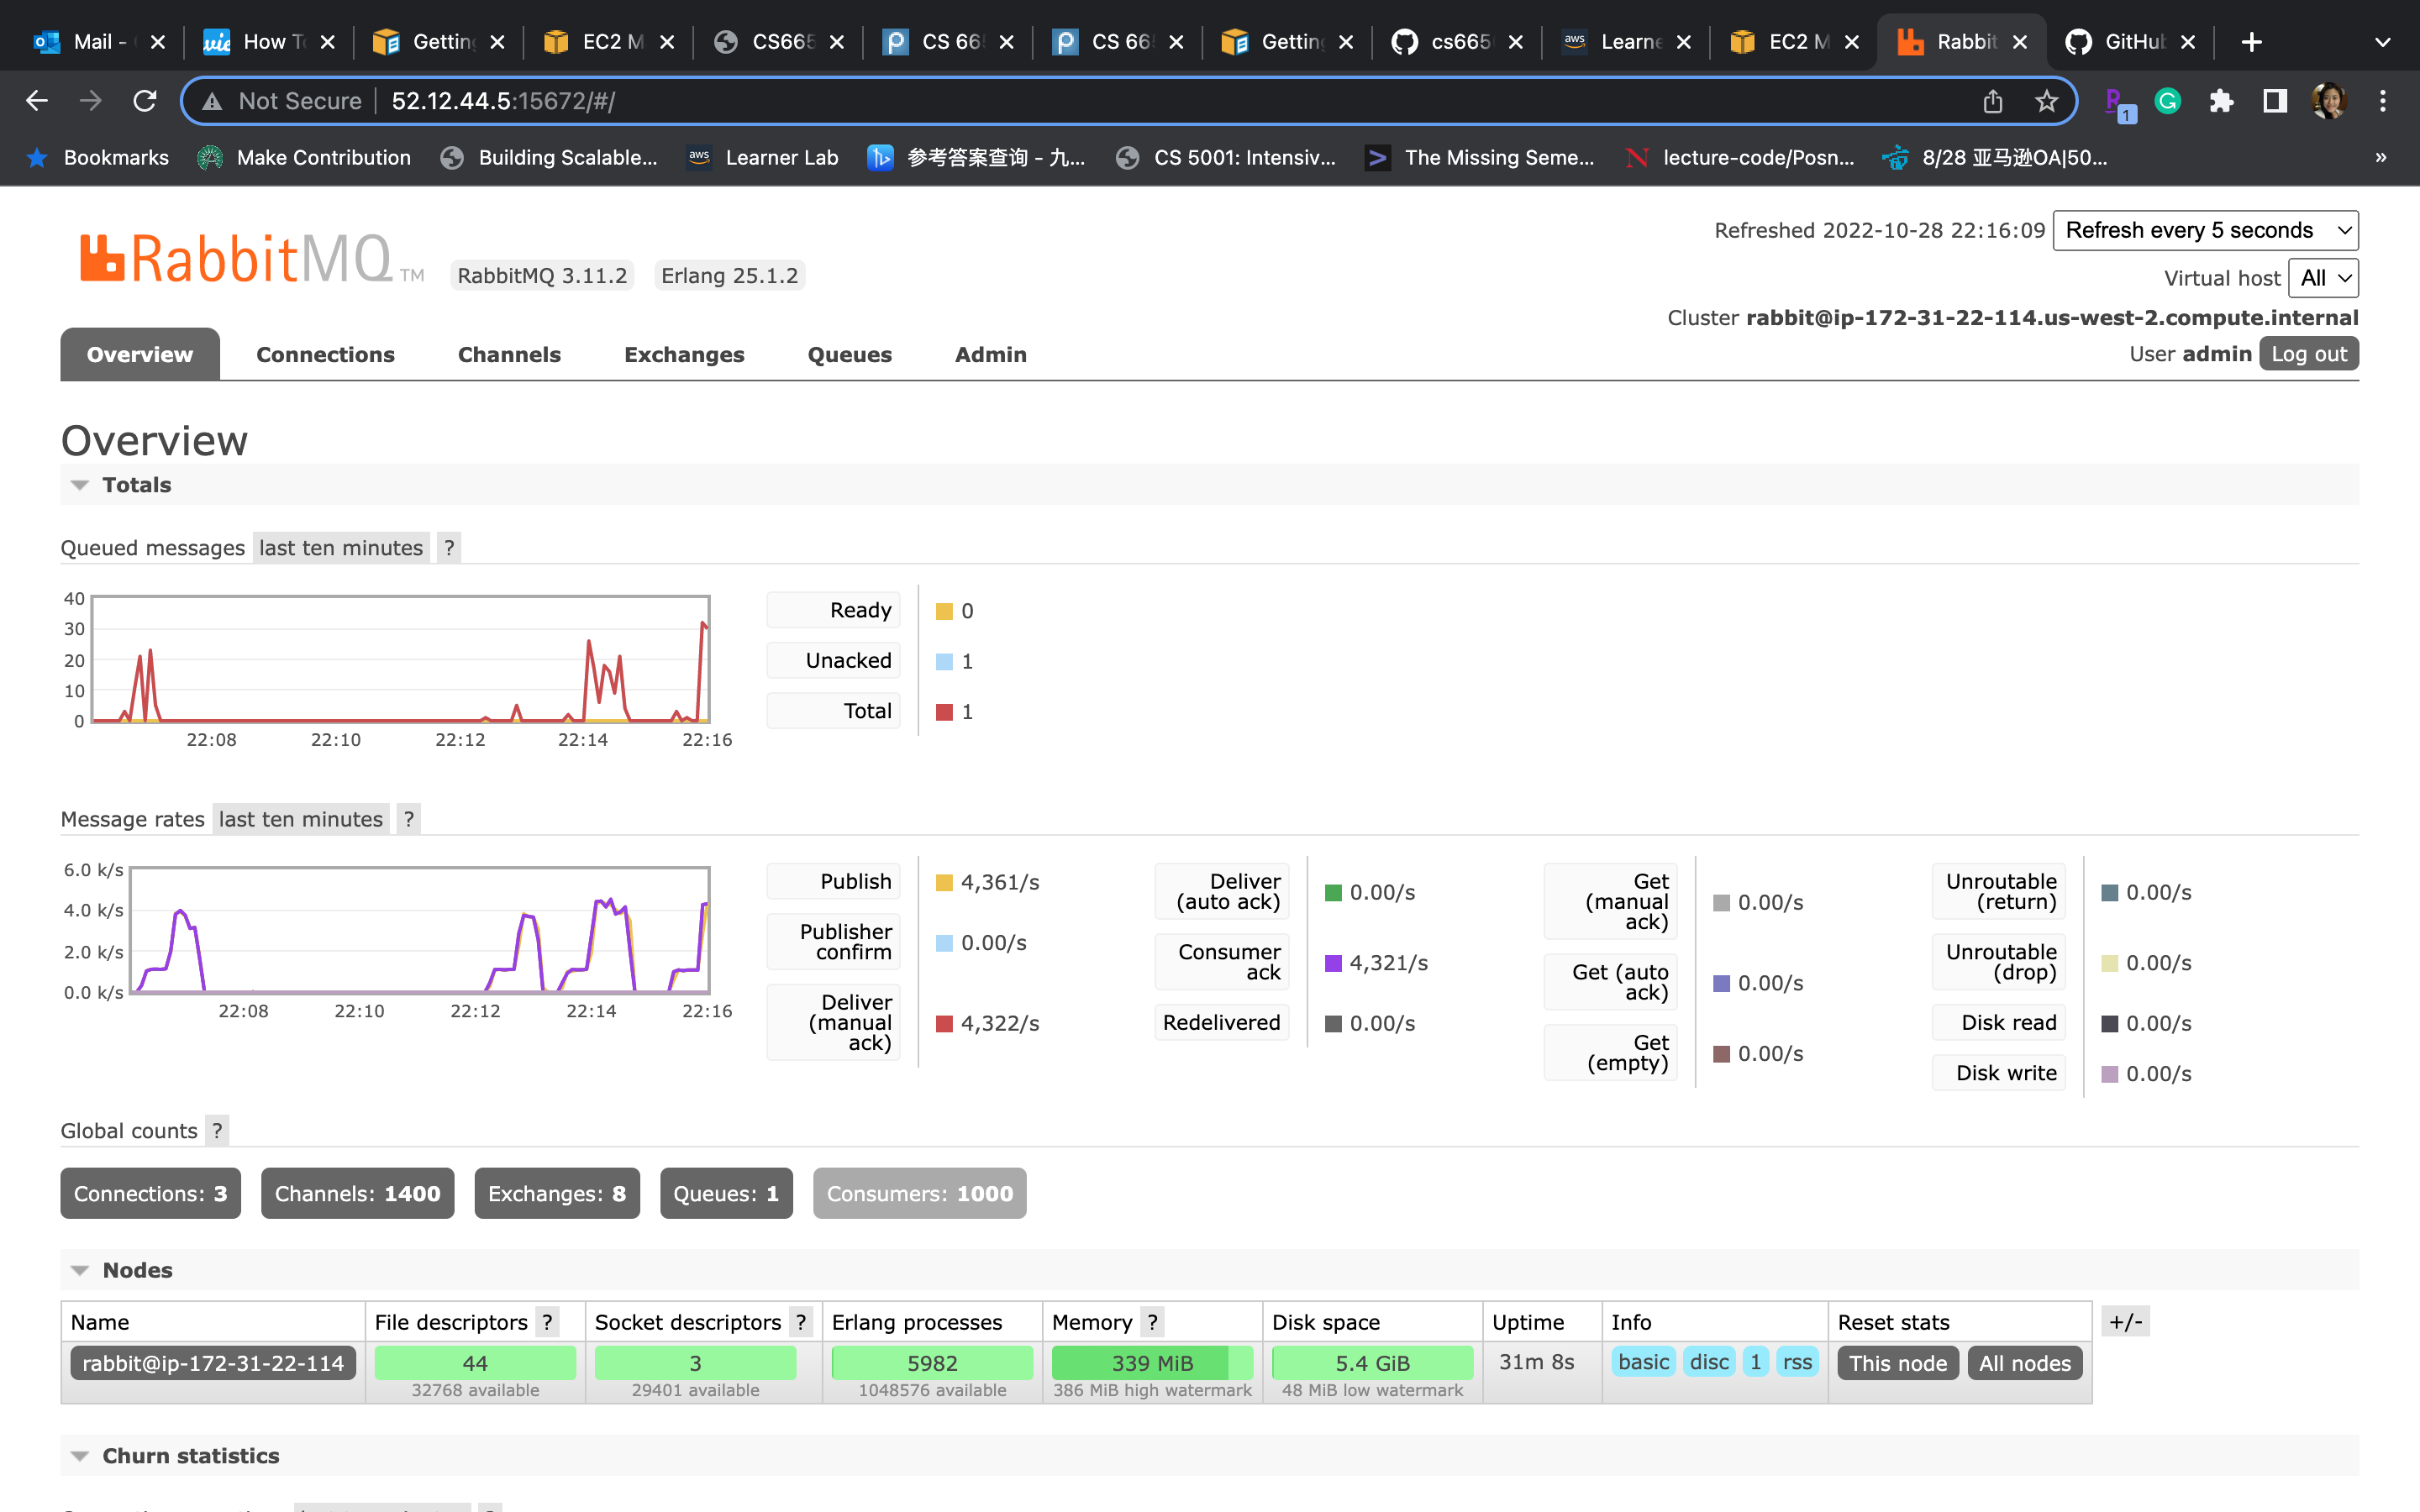 Mail -
How T
Gettin
EC2 M
CS665
CS 66
CS 66
Gettin
cs665
aws Learne
EC2 M
Rabbit
GitHub
Not Secure 52.12.44.5:15672/#/
1
Bookmarks
Make Contribution
Building Scalable...
aws Learner Lab
参考答案查询 - 九...
CS 5001: Intensiv...
The Missing Seme...
lecture-code/Posn...
8/28 亚马逊OA|50...
»
RabbitMQ TM
RabbitMQ 3.11.2
Erlang 25.1.2
Refreshed 2022-10-28 22:16:09 Refresh every 5 seconds
Virtual host All
Cluster rabbit@ip-172-31-22-114.us-west-2.compute.internal
User admin Log out
Overview Connections Channels Exchanges Queues Admin
Overview
Totals
Queued messages last ten minutes ?
40
30
20
10
0
22:08 22:10 22:12 22:14 22:16
Ready 0
Unacked 1
Total 1
Message rates last ten minutes ?
6.0 k/s
4.0 k/s
2.0 k/s
0.0 k/s
22:08 22:10 22:12 22:14 22:16
Publish 4,361/s
Publisher
confirm 0.00/s
Deliver
(manual
ack) 4,322/s
Deliver
(auto ack) 0.00/s
Consumer
ack 4,321/s
Redelivered 0.00/s
Get
(manual
ack) 0.00/s
Get (auto
ack) 0.00/s
Get
(empty) 0.00/s
Unroutable
(return) 0.00/s
Unroutable
(drop) 0.00/s
Disk read 0.00/s
Disk write 0.00/s
Global counts ?
Connections: 3 Channels: 1400 Exchanges: 8 Queues: 1 Consumers: 1000
Nodes
Name File descriptors ? Socket descriptors ? Erlang processes Memory ? Disk space Uptime Info Reset stats +/-
rabbit@ip-172-31-22-114 44 3 5982 339 MiB 5.4 GiB 31m 8s basic disc 1 rss This node All nodes
32768 available 29401 available 1048576 available 386 MiB high watermark 48 MiB low watermark
Churn statistics